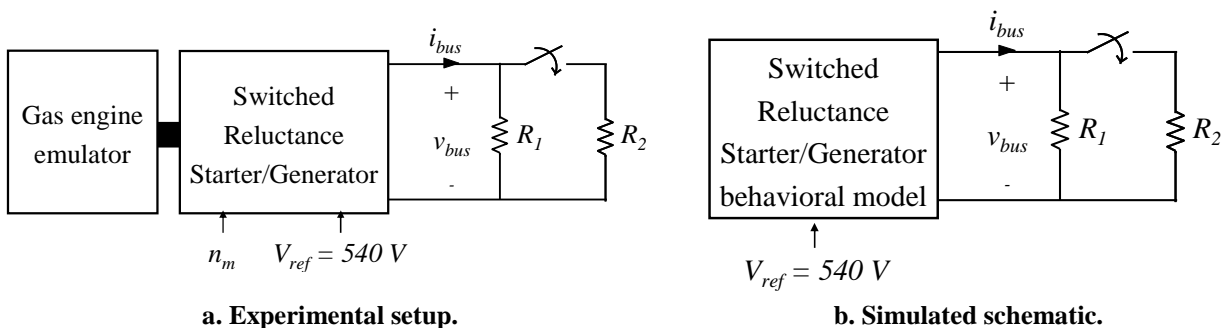 Gas engine
emulator
Switched
Reluctance
Starter/Generator
i_bus
+
v_bus
-
R_1
R_2
n_m
V_ref = 540 V
a. Experimental setup.
Switched
Reluctance
Starter/Generator
behavioral model
i_bus
+
v_bus
-
R_1
R_2
V_ref = 540 V
b. Simulated schematic.